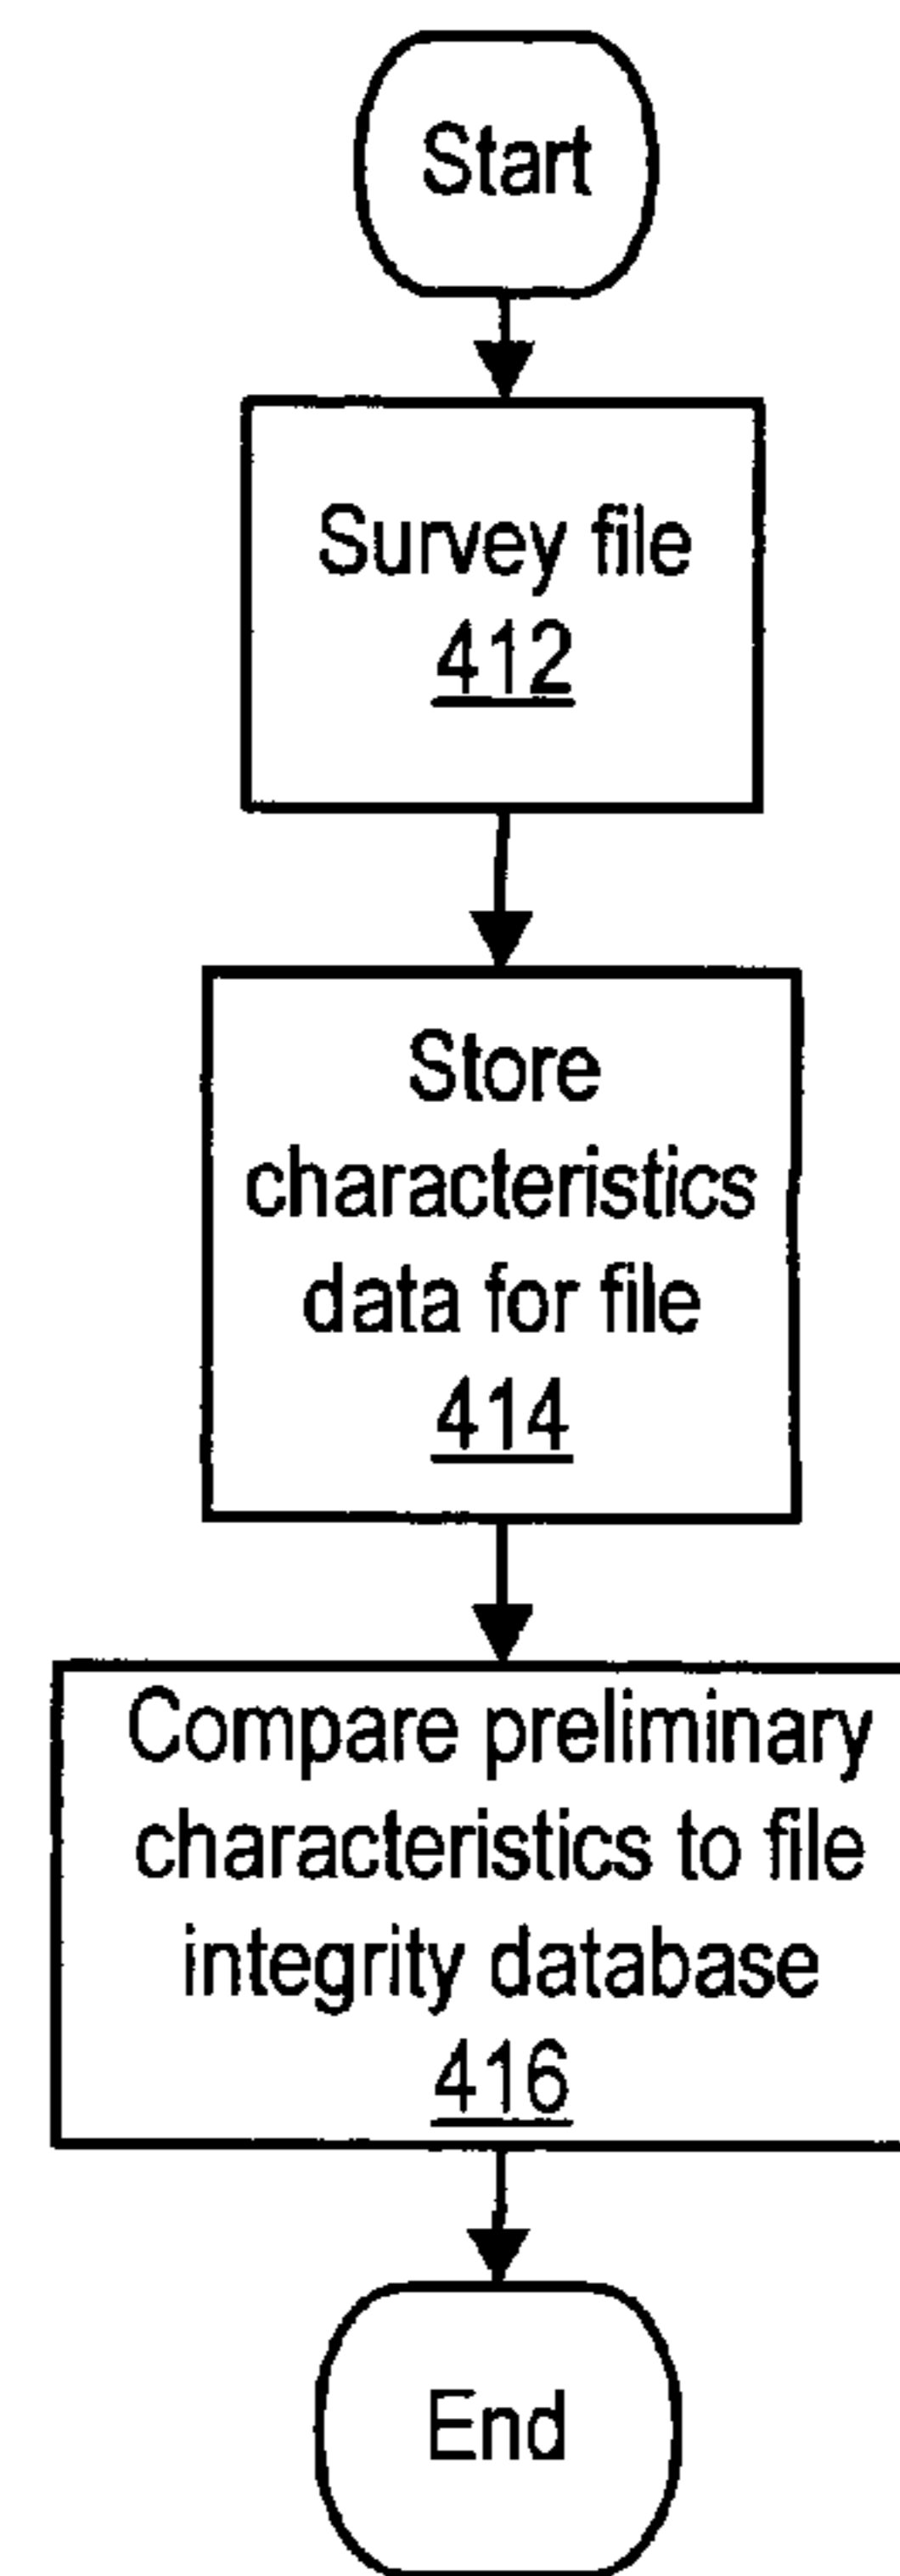 Start
Survey file
412
Store
characteristics
data for file
414
Compare preliminary
characteristics to file
integrity database
416
End